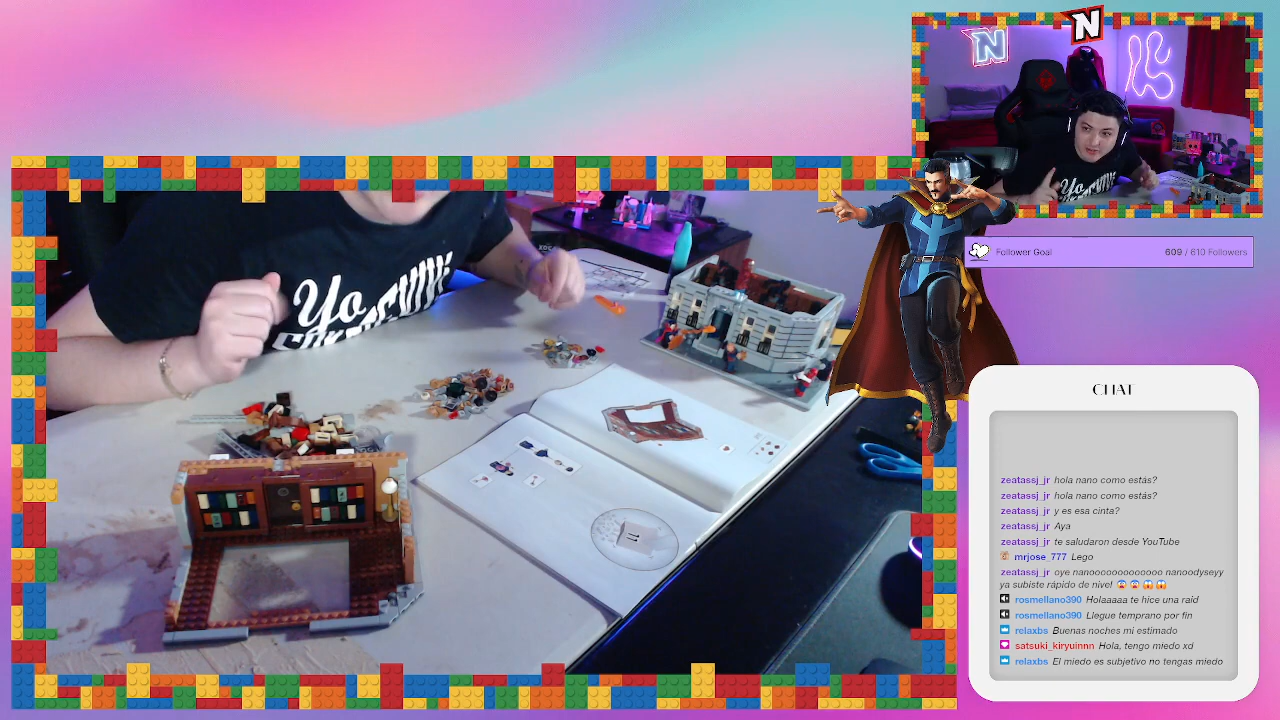 N
N
Yo
Follower Goal
609 / 610 Followers
CHAT
zeatassj_jr hola nano como estás?
zeatassj_jr hola nano como estás?
zeatassj_jr y es esa cinta?
zeatassj_jr Aya
zeatassj_jr te saludaron desde YouTube
mrjose_777 Lego
zeatassj_jr oye nanooooooooooooo nanoodyseyy
ya subiste rápido de nivel 😨 😨 😱 😱
rosmellano390 Holaaaaa te hice una raid
rosmellano390 Llegue temprano por fin
relaxbs Buenas noches mi estimado
satsuki_kiryuinnn Hola, tengo miedo xd
relaxbs El miedo es subjetivo no tengas miedo
Yo